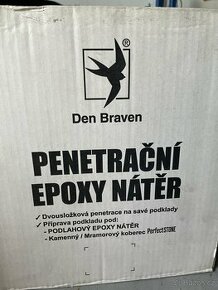 ®
Den Braven
PENETRAČNÍ
EPOXY NÁTĚR
✓ Dvousložková penetrace na savé podklady
✓ Příprava podkladu pod:
- PODLAHOVÝ EPOXY NÁTĚR
- Kamenný / Mramorový koberec PerfectSTONE